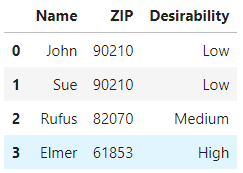 Name ZIP Desirability
0 John 90210 Low
1 Sue 90210 Low
2 Rufus 82070 Medium
3 Elmer 61853 High